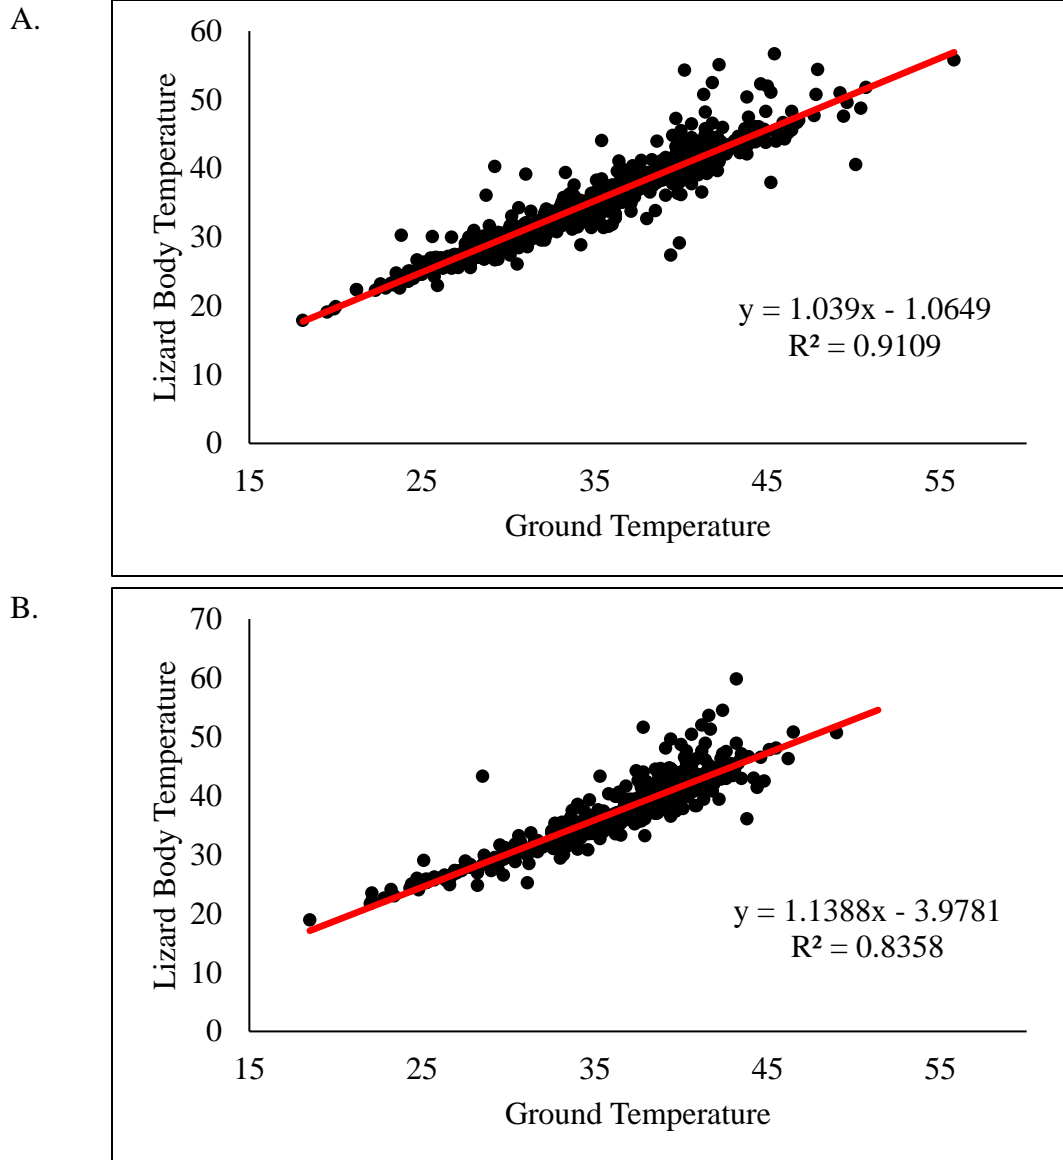 A.
Lizard Body Temperature
60
50
40
30
20
10
0
y = 1.039x - 1.0649
R² = 0.9109
15 25 35 45 55
Ground Temperature
B.
Lizard Body Temperature
70
60
50
40
30
20
10
0
y = 1.1388x - 3.9781
R² = 0.8358
15 25 35 45 55
Ground Temperature